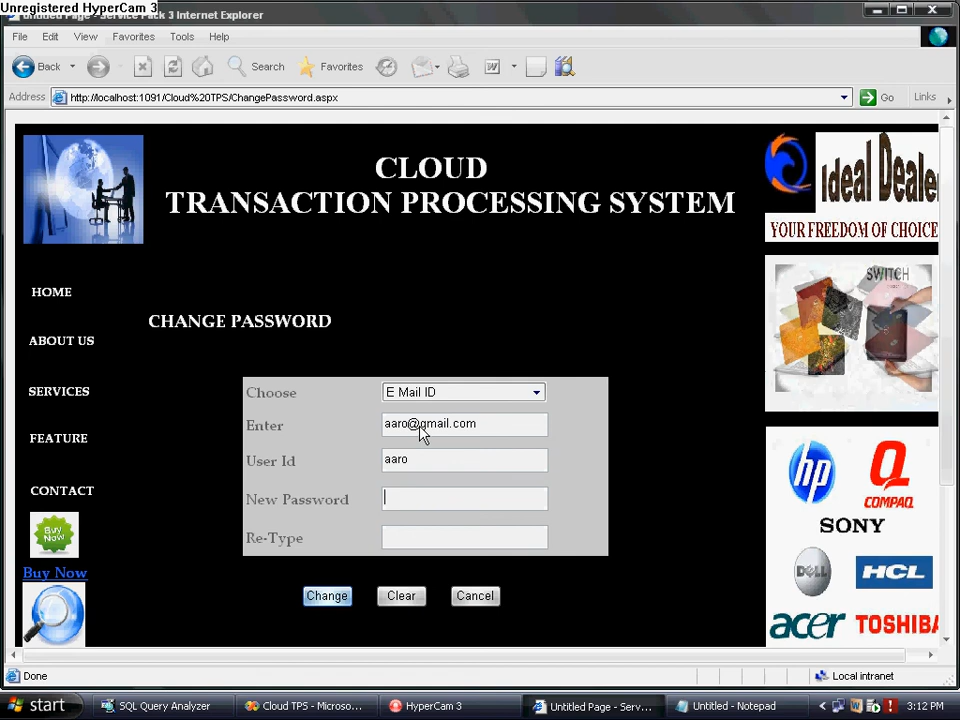 Unregistered HyperCam 3
Untitled Page - Service Pack 3 Internet Explorer
File Edit View Favorites Tools Help
Back Search Favorites
Address http://localhost:1091/Cloud%20TPS/ChangePassword.aspx Go Links
CLOUD
TRANSACTION PROCESSING SYSTEM
Ideal Deale
YOUR FREEDOM OF CHOICE
HOME
ABOUT US
SERVICES
FEATURE
CONTACT
Buy Now
Buy Now
CHANGE PASSWORD
Choose E Mail ID
Enter aaro@gmail.com
User Id aaro
New Password
Re-Type
Change Clear Cancel
SWITCH
hp COMPAQ
SONY
DELL HCL
acer TOSHIBA
Done Local intranet
start SQL Query Analyzer Cloud TPS - Microso... HyperCam 3 Untitled Page - Serv... Untitled - Notepad 3:12 PM